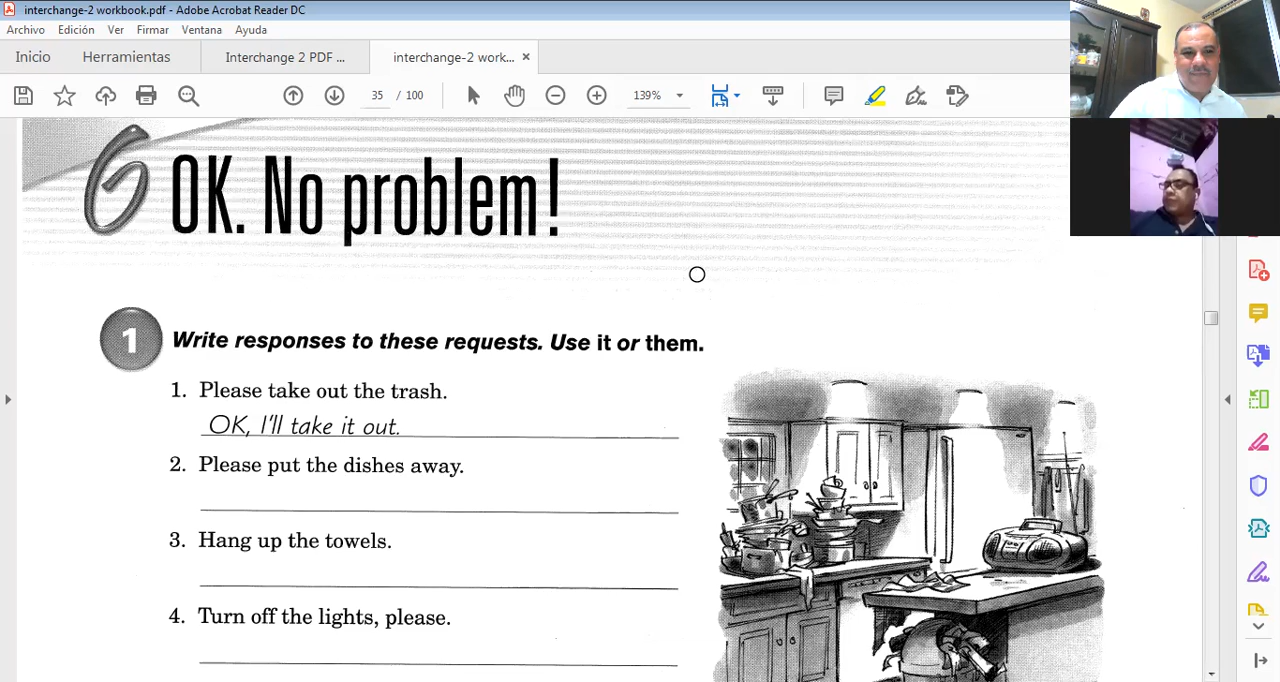 interchange-2 workbook.pdf - Adobe Acrobat Reader DC
Archivo Edición Ver Firmar Ventana Ayuda
Inicio Herramientas Interchange 2 PDF ... interchange-2 work... ×
35 / 100 139%
6 OK. No problem!
1 Write responses to these requests. Use it or them.
1. Please take out the trash.
OK, I'll take it out.
2. Please put the dishes away.
3. Hang up the towels.
4. Turn off the lights, please.